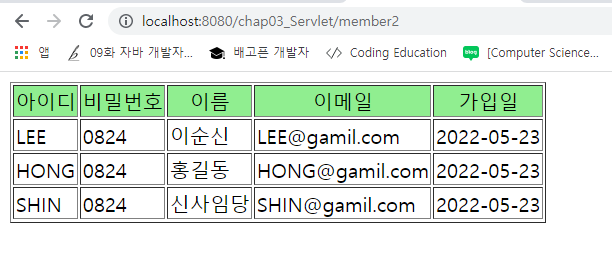 localhost:8080/chap03_Servlet/member2
앱 09화 자바 개발자... 배고픈 개발자 </> Coding Education blog [Computer Science...
아이디 비밀번호 이름 이메일 가입일
LEE 0824 이순신 LEE@gamil.com 2022-05-23
HONG 0824 홍길동 HONG@gamil.com 2022-05-23
SHIN 0824 신사임당 SHIN@gamil.com 2022-05-23